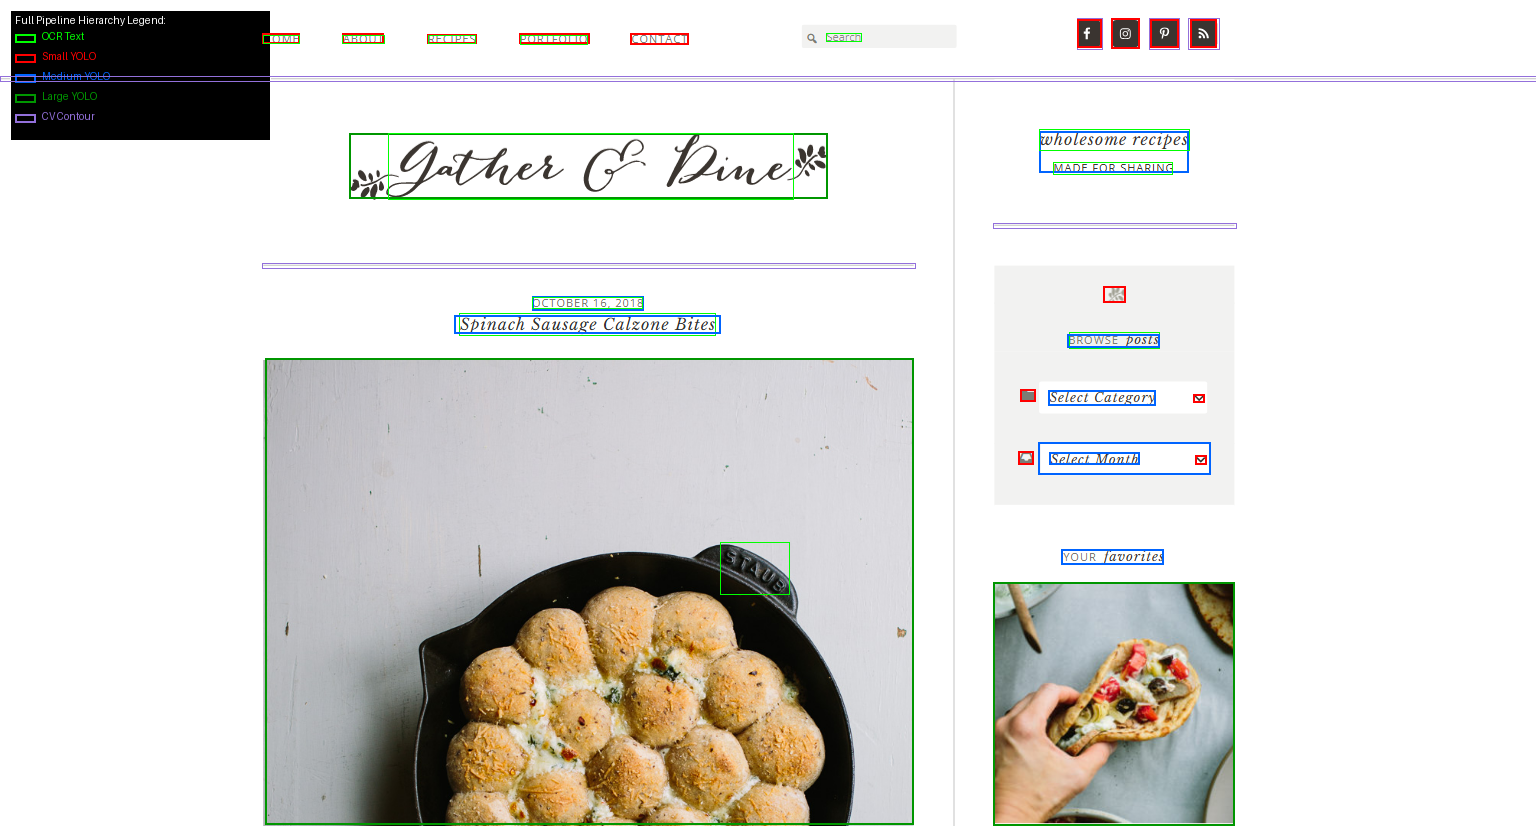 Full Pipeline Hierarchy Legend:
OCR Text
Small YOLO
Medium YOLO
Large YOLO
CV Contour
HOME ABOUT RECIPES PORTFOLIO CONTACT
Search
Gather & Dine
wholesome recipes
MADE FOR SHARING
OCTOBER 16, 2018
Spinach Sausage Calzone Bites
STAUB
BROWSE posts
Select Category
Select Month
YOUR favorites